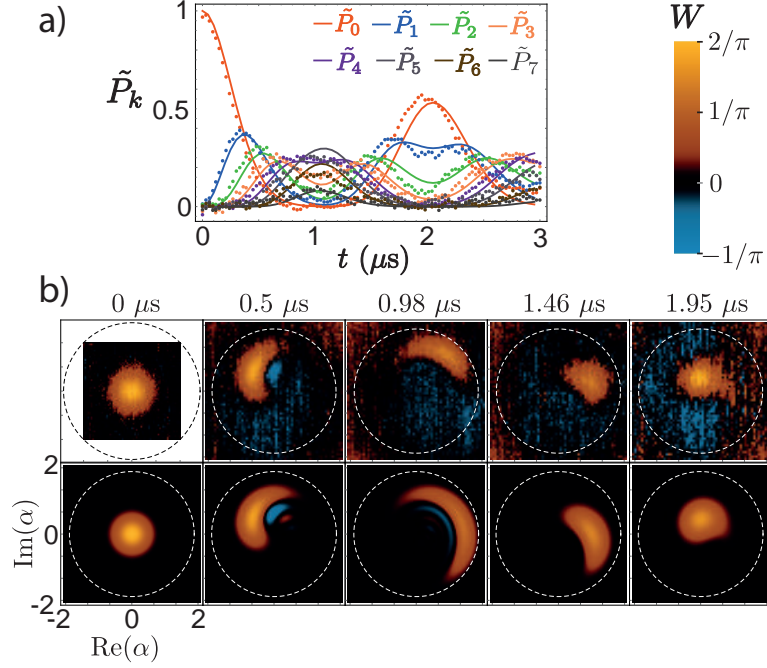 a)
P̃₀ P̃₁ P̃₂ P̃₃
P̃₄ P̃₅ P̃₆ P̃₇
P̃ₖ
1
0.5
0
0 1 2 3
t (μs)
W
2/π
1/π
0
−1/π
b)
0 μs 0.5 μs 0.98 μs 1.46 μs 1.95 μs
2
0
-2
Im(α)
-2 0 2
Re(α)